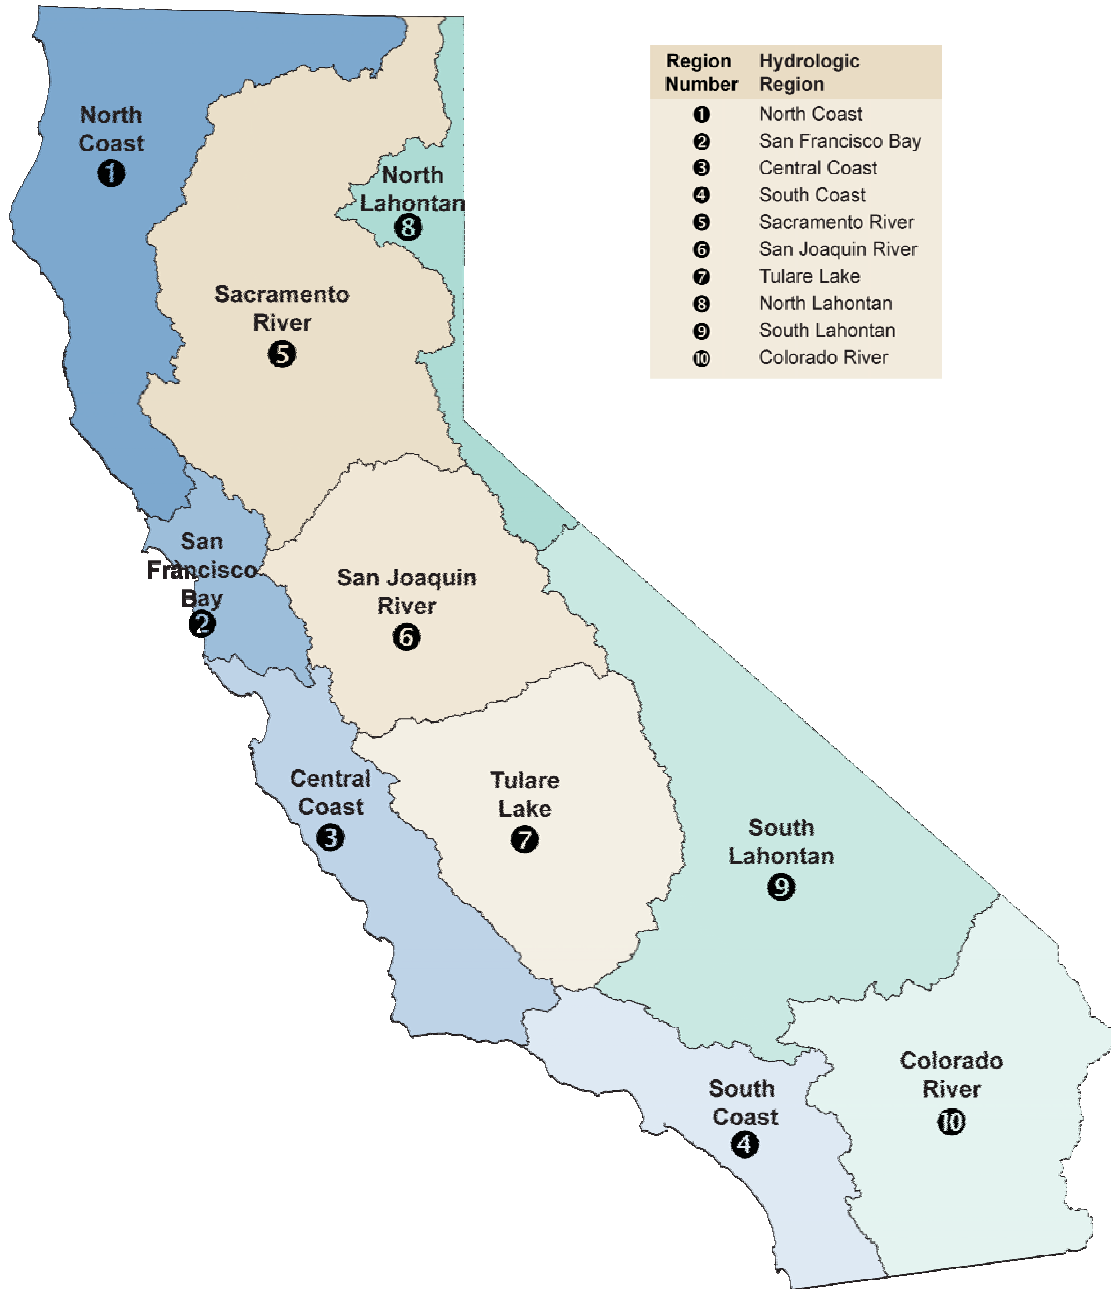 Region Hydrologic
Number Region
1 North Coast
2 San Francisco Bay
3 Central Coast
4 South Coast
5 Sacramento River
6 San Joaquin River
7 Tulare Lake
8 North Lahontan
9 South Lahontan
10 Colorado River
North
Coast
1
North
Lahontan
8
Sacramento
River
5
San
Francisco
Bay
2
San Joaquin
River
6
Central
Coast
3
Tulare
Lake
7
South
Lahontan
9
South
Coast
4
Colorado
River
10